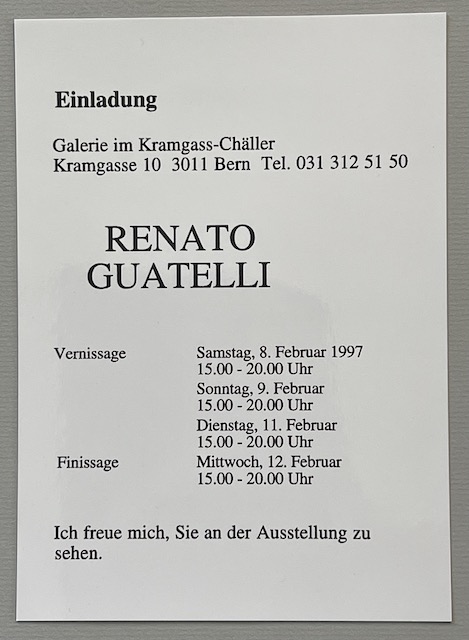 Einladung
Galerie im Kramgass-Chäller
Kramgasse 10 3011 Bern Tel. 031 312 51 50
RENATO
GUATELLI
Vernissage Samstag, 8. Februar 1997
15.00 - 20.00 Uhr
Sonntag, 9. Februar
15.00 - 20.00 Uhr
Dienstag, 11. Februar
15.00 - 20.00 Uhr
Finissage Mittwoch, 12. Februar
15.00 - 20.00 Uhr
Ich freue mich, Sie an der Ausstellung zu
sehen.